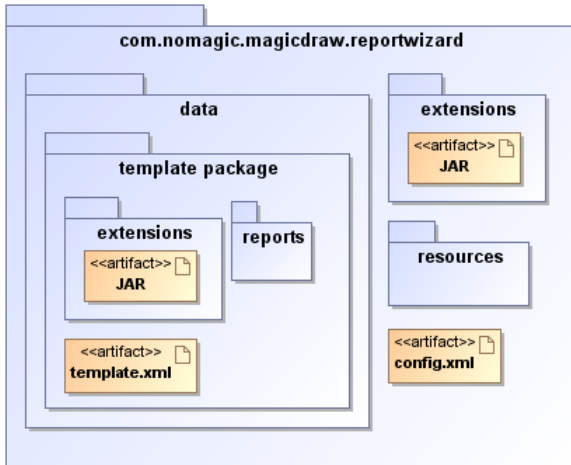 com.nomagic.magicdraw.reportwizard
data
template package
extensions
<<artifact>>
JAR
reports
<<artifact>>
template.xml
extensions
<<artifact>>
JAR
resources
<<artifact>>
config.xml